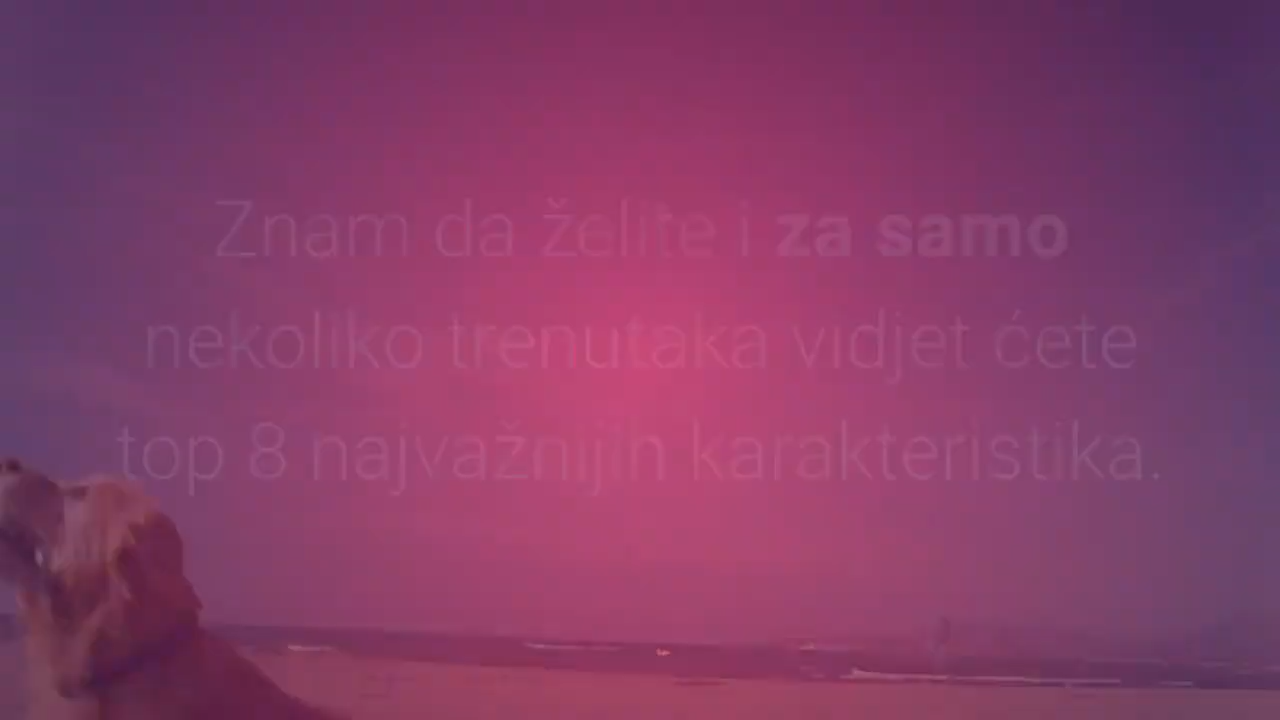 Znam da želite i za samo
nekoliko trenutaka vidjet ćete
top 8 najvažnijih karakteristika.